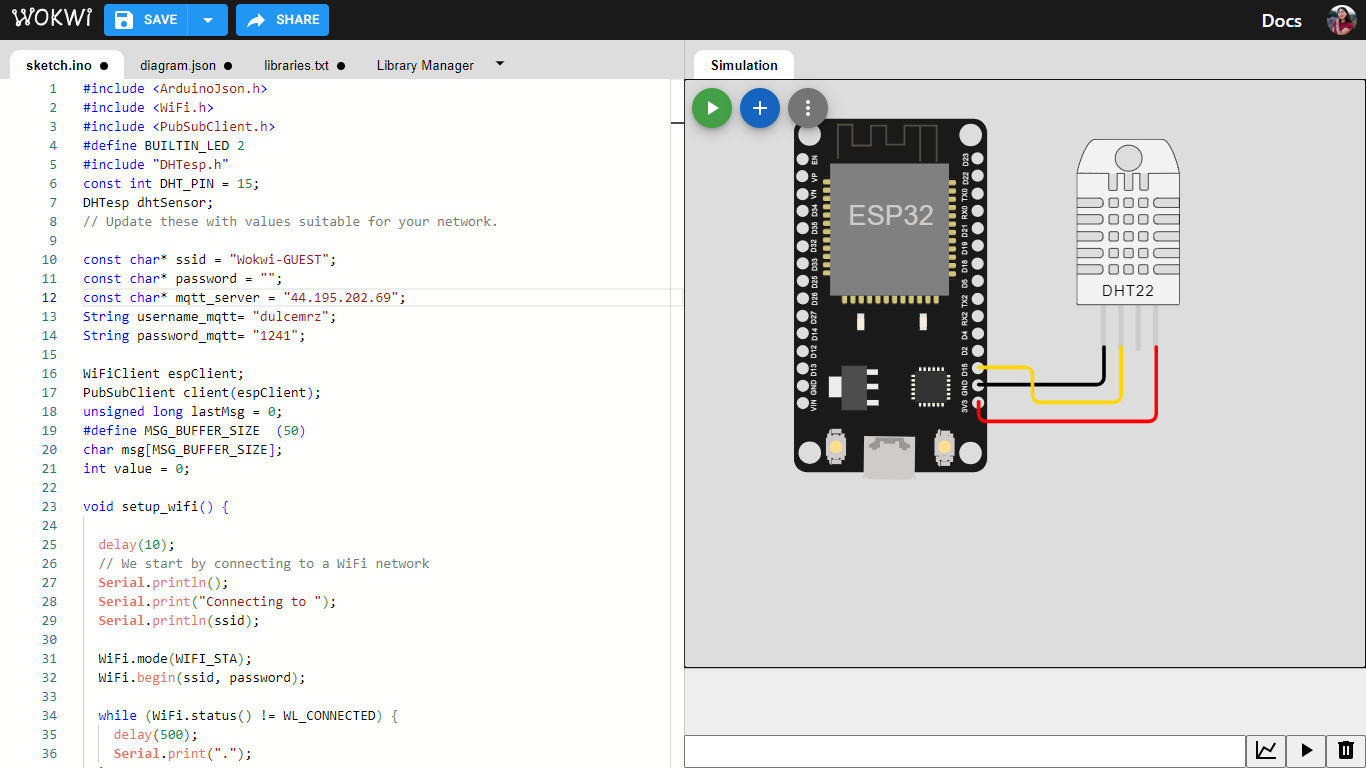 WOKWI
SAVE
SHARE
Docs
sketch.ino
diagram.json
libraries.txt
Library Manager
1 #include <ArduinoJson.h>
2 #include <WiFi.h>
3 #include <PubSubClient.h>
4 #define BUILTIN_LED 2
5 #include "DHTesp.h"
6 const int DHT_PIN = 15;
7 DHTesp dhtSensor;
8 // Update these with values suitable for your network.
9
10 const char* ssid = "Wokwi-GUEST";
11 const char* password = "";
12 const char* mqtt_server = "44.195.202.69";
13 String username_mqtt= "dulcemrz";
14 String password_mqtt= "1241";
15
16 WiFiClient espClient;
17 PubSubClient client(espClient);
18 unsigned long lastMsg = 0;
19 #define MSG_BUFFER_SIZE  (50)
20 char msg[MSG_BUFFER_SIZE];
21 int value = 0;
22
23 void setup_wifi() {
24
25   delay(10);
26   // We start by connecting to a WiFi network
27   Serial.println();
28   Serial.print("Connecting to ");
29   Serial.println(ssid);
30
31   WiFi.mode(WIFI_STA);
32   WiFi.begin(ssid, password);
33
34   while (WiFi.status() != WL_CONNECTED) {
35     delay(500);
36     Serial.print(".");
Simulation
EN
VP
VN
D34
D35
D32
D33
D25
D26
D27
D14
D12
D13
GND
VIN
ESP32
D23
D22
TX0
RX0
D21
D19
D18
D5
TX2
RX2
D4
D2
D15
GND
3V3
DHT22